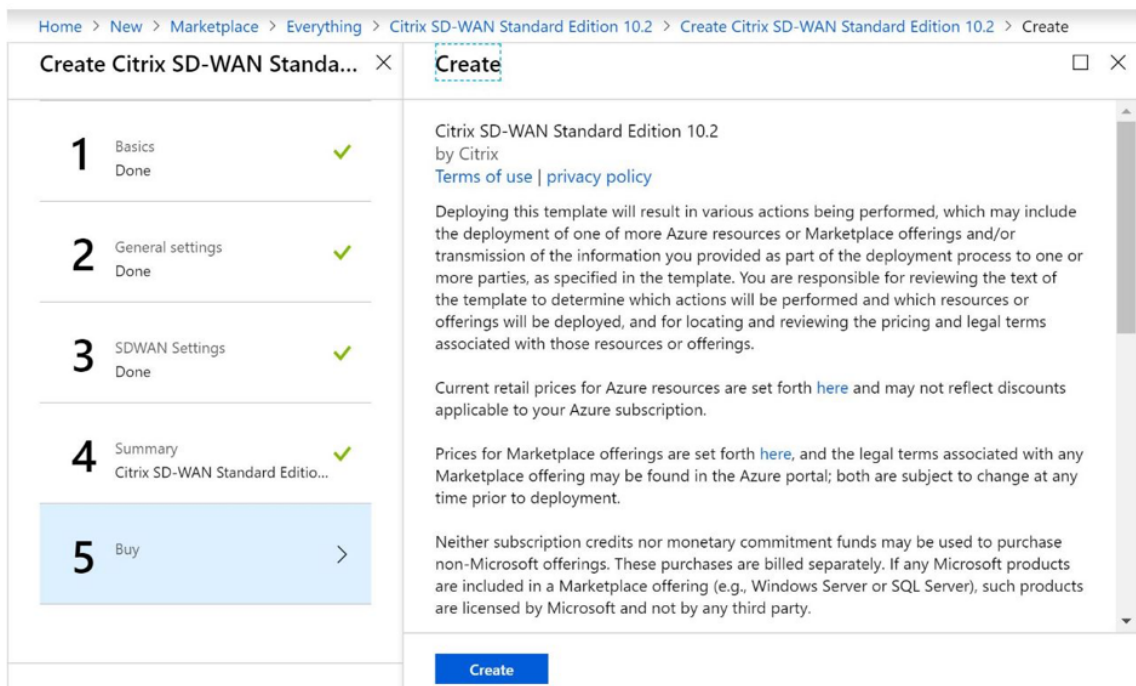 Home > New > Marketplace > Everything > Citrix SD-WAN Standard Edition 10.2 > Create Citrix SD-WAN Standard Edition 10.2 > Create
Create Citrix SD-WAN Standa...
1
Basics
Done
2
General settings
Done
3
SDWAN Settings
Done
4
Summary
Citrix SD-WAN Standard Editio...
5
Buy
Create
Citrix SD-WAN Standard Edition 10.2
by Citrix
Terms of use | privacy policy
Deploying this template will result in various actions being performed, which may include
the deployment of one of more Azure resources or Marketplace offerings and/or
transmission of the information you provided as part of the deployment process to one or
more parties, as specified in the template. You are responsible for reviewing the text of
the template to determine which actions will be performed and which resources or
offerings will be deployed, and for locating and reviewing the pricing and legal terms
associated with those resources or offerings.
Current retail prices for Azure resources are set forth here and may not reflect discounts
applicable to your Azure subscription.
Prices for Marketplace offerings are set forth here, and the legal terms associated with any
Marketplace offering may be found in the Azure portal; both are subject to change at any
time prior to deployment.
Neither subscription credits nor monetary commitment funds may be used to purchase
non-Microsoft offerings. These purchases are billed separately. If any Microsoft products
are included in a Marketplace offering (e.g., Windows Server or SQL Server), such products
are licensed by Microsoft and not by any third party.
Create